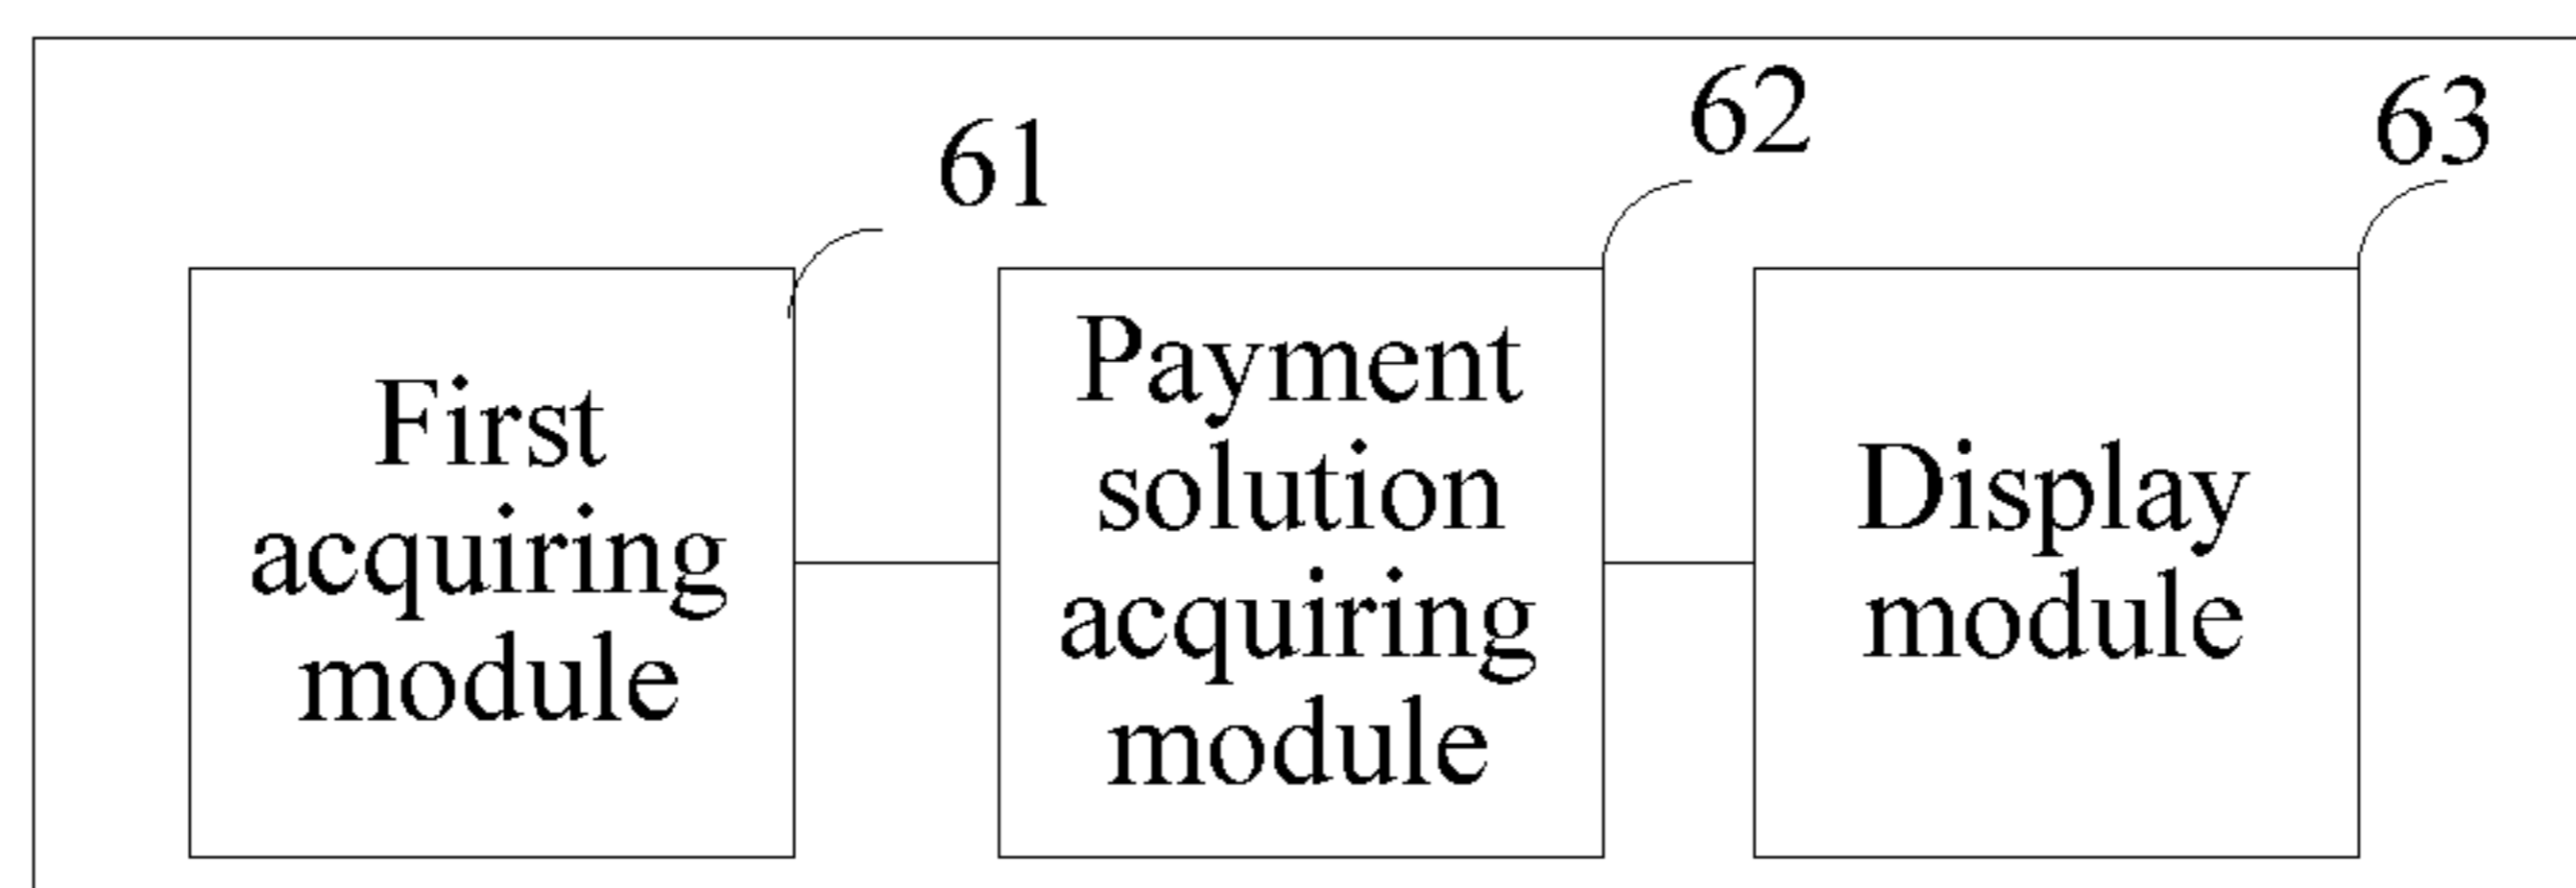 61
62
63
First
acquiring
module
Payment
solution
acquiring
module
Display
module